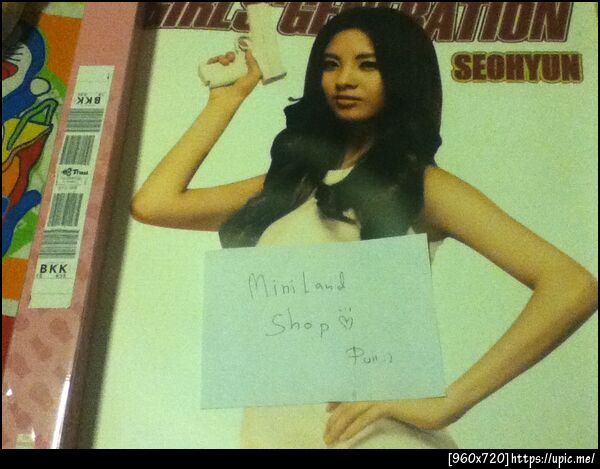 GIRLS' GENERATION
SEOHYUN
BKK
BKK
MiniLand
Shop
[960x720]https://upic.me/